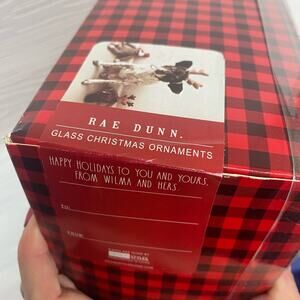 RAE DUNN.
GLASS CHRISTMAS ORNAMENTS
HAPPY HOLIDAYS TO YOU AND YOURS,
FROM WILMA AND HERS.
TO:
FROM: